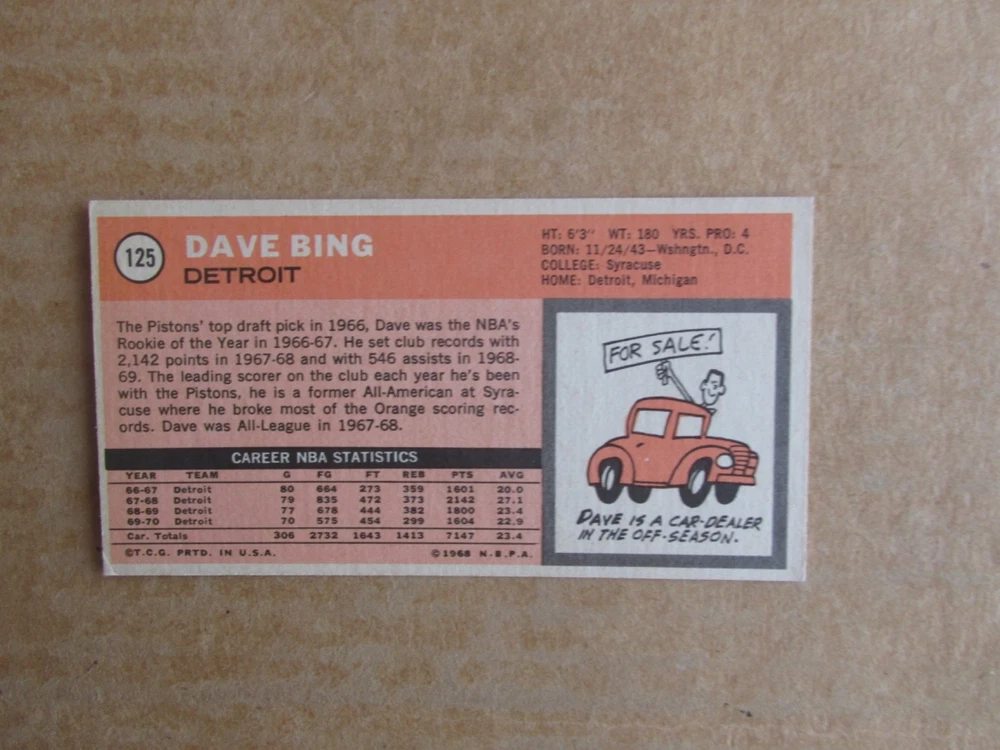 125
DAVE BING
DETROIT
HT: 6'3" WT: 180 YRS. PRO: 4
BORN: 11/24/43—Wshngtn., D.C.
COLLEGE: Syracuse
HOME: Detroit, Michigan
The Pistons' top draft pick in 1966, Dave was the NBA's
Rookie of the Year in 1966-67. He set club records with
2,142 points in 1967-68 and with 546 assists in 1968-
69. The leading scorer on the club each year he's been
with the Pistons, he is a former All-American at Syra-
cuse where he broke most of the Orange scoring rec-
ords. Dave was All-League in 1967-68.
CAREER NBA STATISTICS
YEAR TEAM G FG FT REB PTS AVG
66-67 Detroit 80 664 273 359 1601 20.0
67-68 Detroit 79 835 472 373 2142 27.1
68-69 Detroit 77 678 444 382 1800 23.4
69-70 Detroit 70 575 454 299 1604 22.9
Car. Totals 306 2732 1643 1413 7147 23.4
©T.C.G. PRTD. IN U.S.A. ©1968 N.B.P.A.
FOR SALE!
DAVE IS A CAR-DEALER
IN THE OFF-SEASON.